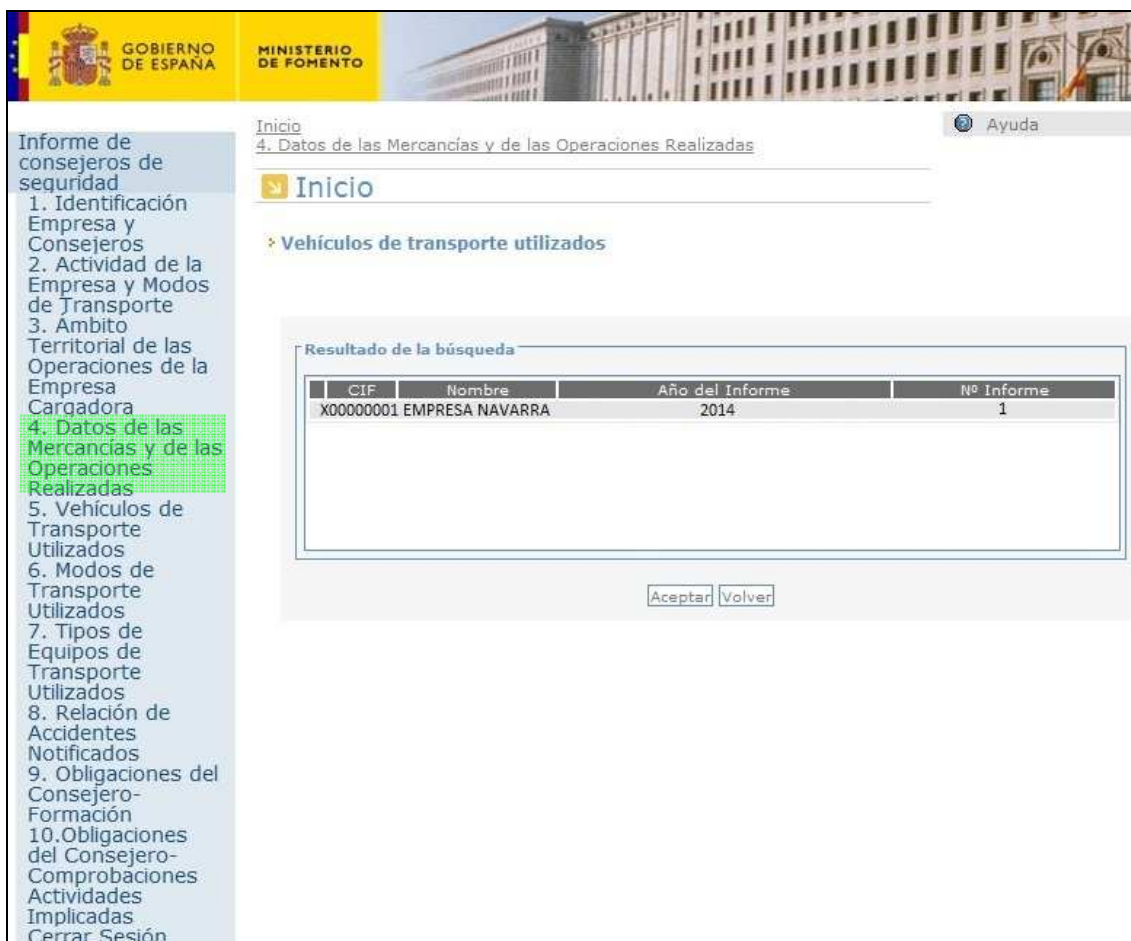 GOBIERNO
DE ESPAÑA
MINISTERIO
DE FOMENTO
Informe de
consejeros de
seguridad
1. Identificación
Empresa y
Consejeros
2. Actividad de la
Empresa y Modos
de Transporte
3. Ámbito
Territorial de las
Operaciones de la
Empresa
Cargadora
4. Datos de las
Mercancías y de las
Operaciones
Realizadas
5. Vehículos de
Transporte
Utilizados
6. Modos de
Transporte
Utilizados
7. Tipos de
Equipos de
Transporte
Utilizados
8. Relación de
Accidentes
Notificados
9. Obligaciones del
Consejero-
Formación
10.Obligaciones
del Consejero-
Comprobaciones
Actividades
Implicadas
Cerrar Sesión
Inicio
4. Datos de las Mercancías y de las Operaciones Realizadas
Ayuda
Inicio
Vehículos de transporte utilizados
Resultado de la búsqueda
CIF Nombre Año del Informe Nº Informe
X00000001 EMPRESA NAVARRA 2014 1
Aceptar Volver